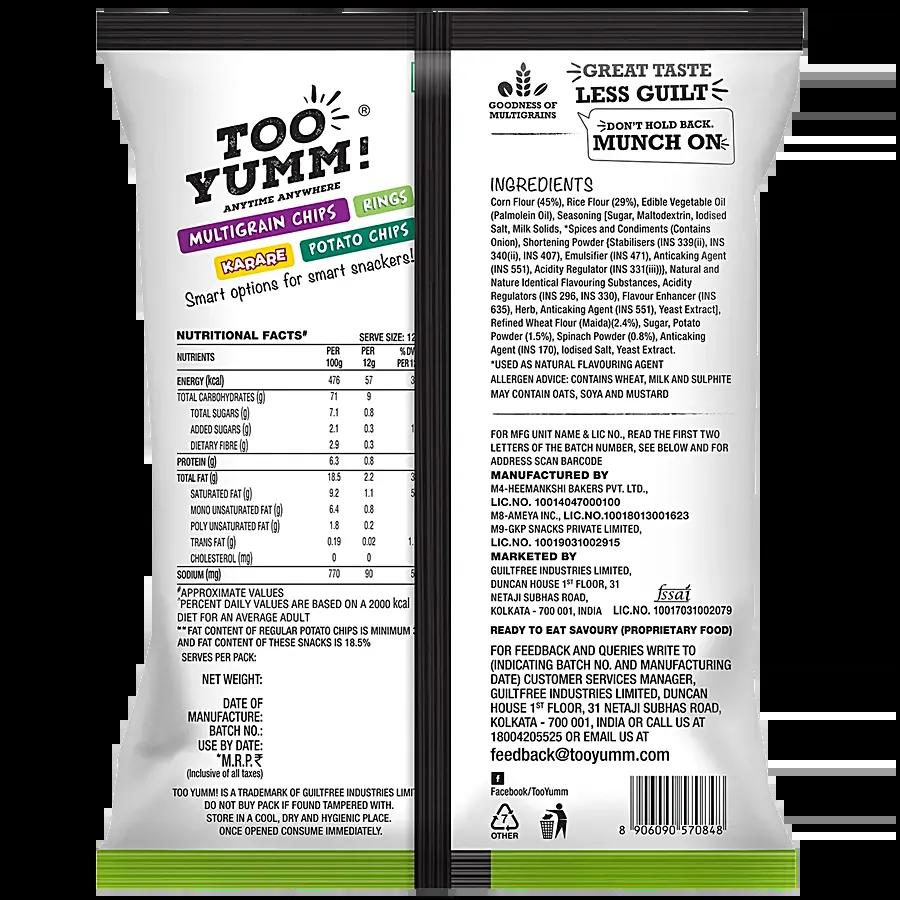 TOO
YUMM!
®
ANYTIME ANYWHERE
MULTIGRAIN CHIPS
RINGS
KARARE
POTATO CHIPS
Smart options for smart snackers!
NUTRITIONAL FACTS# SERVE SIZE: 12
NUTRIENTS PER 100g PER 12g %DV PER 12
ENERGY (kcal) 476 57 3
TOTAL CARBOHYDRATES (g) 71 9
TOTAL SUGARS (g) 7.1 0.8
ADDED SUGARS (g) 2.1 0.3 1
DIETARY FIBRE (g) 2.9 0.3
PROTEIN (g) 6.3 0.8
TOTAL FAT (g) 18.5 2.2 3
SATURATED FAT (g) 9.2 1.1 5
MONO UNSATURATED FAT (g) 6.4 0.8
POLY UNSATURATED FAT (g) 1.8 0.2
TRANS FAT (g) 0.19 0.02 1.
CHOLESTEROL (mg) 0 0
SODIUM (mg) 770 90 5
#APPROXIMATE VALUES
^PERCENT DAILY VALUES ARE BASED ON A 2000 kcal
DIET FOR AN AVERAGE ADULT
**FAT CONTENT OF REGULAR POTATO CHIPS IS MINIMUM 3
AND FAT CONTENT OF THESE SNACKS IS 18.5%
SERVES PER PACK:
NET WEIGHT:
DATE OF
MANUFACTURE:
BATCH NO.:
USE BY DATE:
*M.R.P.₹
(Inclusive of all taxes)
TOO YUMM! IS A TRADEMARK OF GUILTFREE INDUSTRIES LIMI
DO NOT BUY PACK IF FOUND TAMPERED WITH.
STORE IN A COOL, DRY AND HYGIENIC PLACE.
ONCE OPENED CONSUME IMMEDIATELY.
GOODNESS OF
MULTIGRAINS
GREAT TASTE
LESS GUILT
DON'T HOLD BACK.
MUNCH ON
INGREDIENTS
Corn Flour (45%), Rice Flour (29%), Edible Vegetable Oil
(Palmolein Oil), Seasoning [Sugar, Maltodextrin, Iodised
Salt, Milk Solids, *Spices and Condiments (Contains
Onion), Shortening Powder {Stabilisers (INS 339(ii), INS
340(ii), INS 407), Emulsifier (INS 471), Anticaking Agent
(INS 551), Acidity Regulator (INS 331(iii))}, Natural and
Nature Identical Flavouring Substances, Acidity
Regulators (INS 296, INS 330), Flavour Enhancer (INS
635), Herb, Anticaking Agent (INS 551), Yeast Extract],
Refined Wheat Flour (Maida)(2.4%), Sugar, Potato
Powder (1.5%), Spinach Powder (0.8%), Anticaking
Agent (INS 170), Iodised Salt, Yeast Extract.
*USED AS NATURAL FLAVOURING AGENT
ALLERGEN ADVICE: CONTAINS WHEAT, MILK AND SULPHITE
MAY CONTAIN OATS, SOYA AND MUSTARD
FOR MFG UNIT NAME & LIC NO., READ THE FIRST TWO
LETTERS OF THE BATCH NUMBER, SEE BELOW AND FOR
ADDRESS SCAN BARCODE
MANUFACTURED BY
M4-HEEMANKSHI BAKERS PVT. LTD.,
LIC.NO. 10014047000100
M8-AMEYA INC., LIC.NO.10018013001623
M9-GKP SNACKS PRIVATE LIMITED,
LIC.NO. 10019031002915
MARKETED BY
GUILTFREE INDUSTRIES LIMITED,
DUNCAN HOUSE 1ST FLOOR, 31
NETAJI SUBHAS ROAD,
KOLKATA - 700 001, INDIA
fssai
LIC.NO. 10017031002079
READY TO EAT SAVOURY (PROPRIETARY FOOD)
FOR FEEDBACK AND QUERIES WRITE TO
(INDICATING BATCH NO. AND MANUFACTURING
DATE) CUSTOMER SERVICES MANAGER,
GUILTFREE INDUSTRIES LIMITED, DUNCAN
HOUSE 1ST FLOOR, 31 NETAJI SUBHAS ROAD,
KOLKATA - 700 001, INDIA OR CALL US AT
18004205525 OR EMAIL US AT
feedback@tooyumm.com
f
Facebook/TooYumm
7
OTHER
8 906090 570848